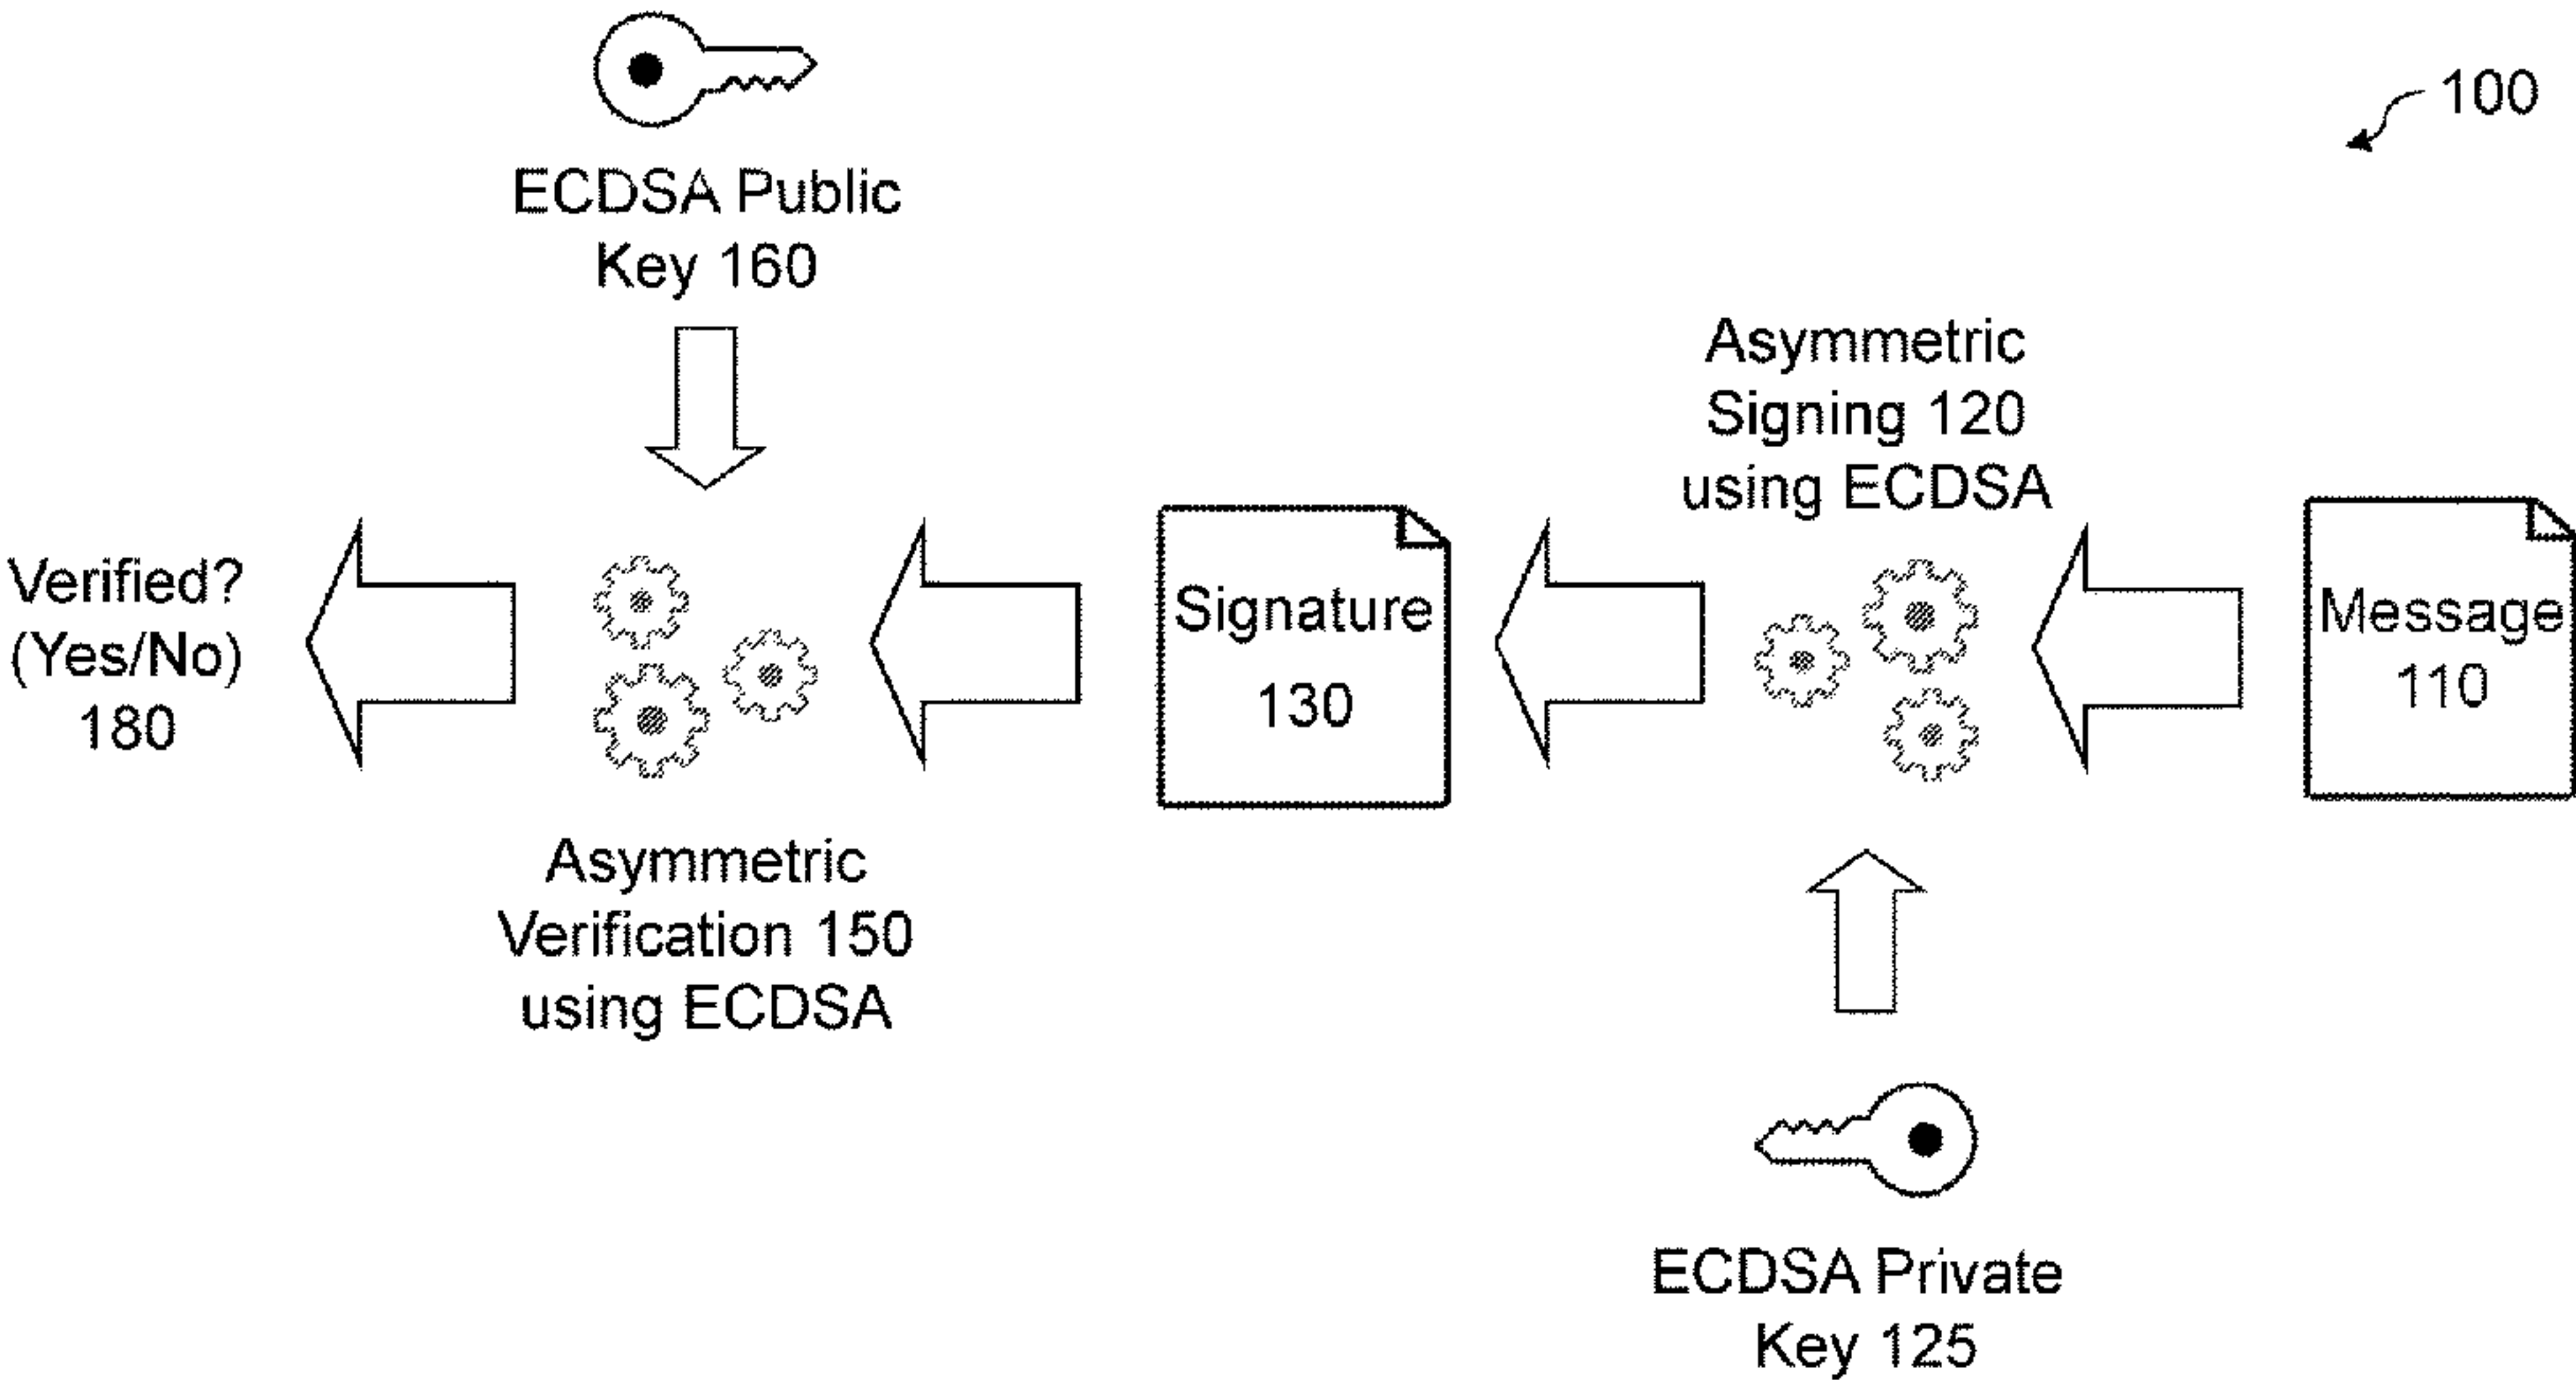 100
ECDSA Public
Key 160
Asymmetric
Signing 120
using ECDSA
Verified?
(Yes/No)
180
Signature
130
Message
110
Asymmetric
Verification 150
using ECDSA
ECDSA Private
Key 125